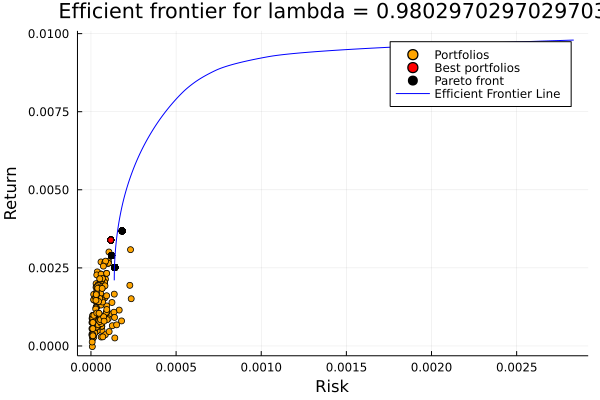 Efficient frontier for lambda = 0.9802970297029703
Portfolios
Best portfolios
Pareto front
Efficient Frontier Line
Return
0.0100
0.0075
0.0050
0.0025
0.0000
0.0000 0.0005 0.0010 0.0015 0.0020 0.0025
Risk